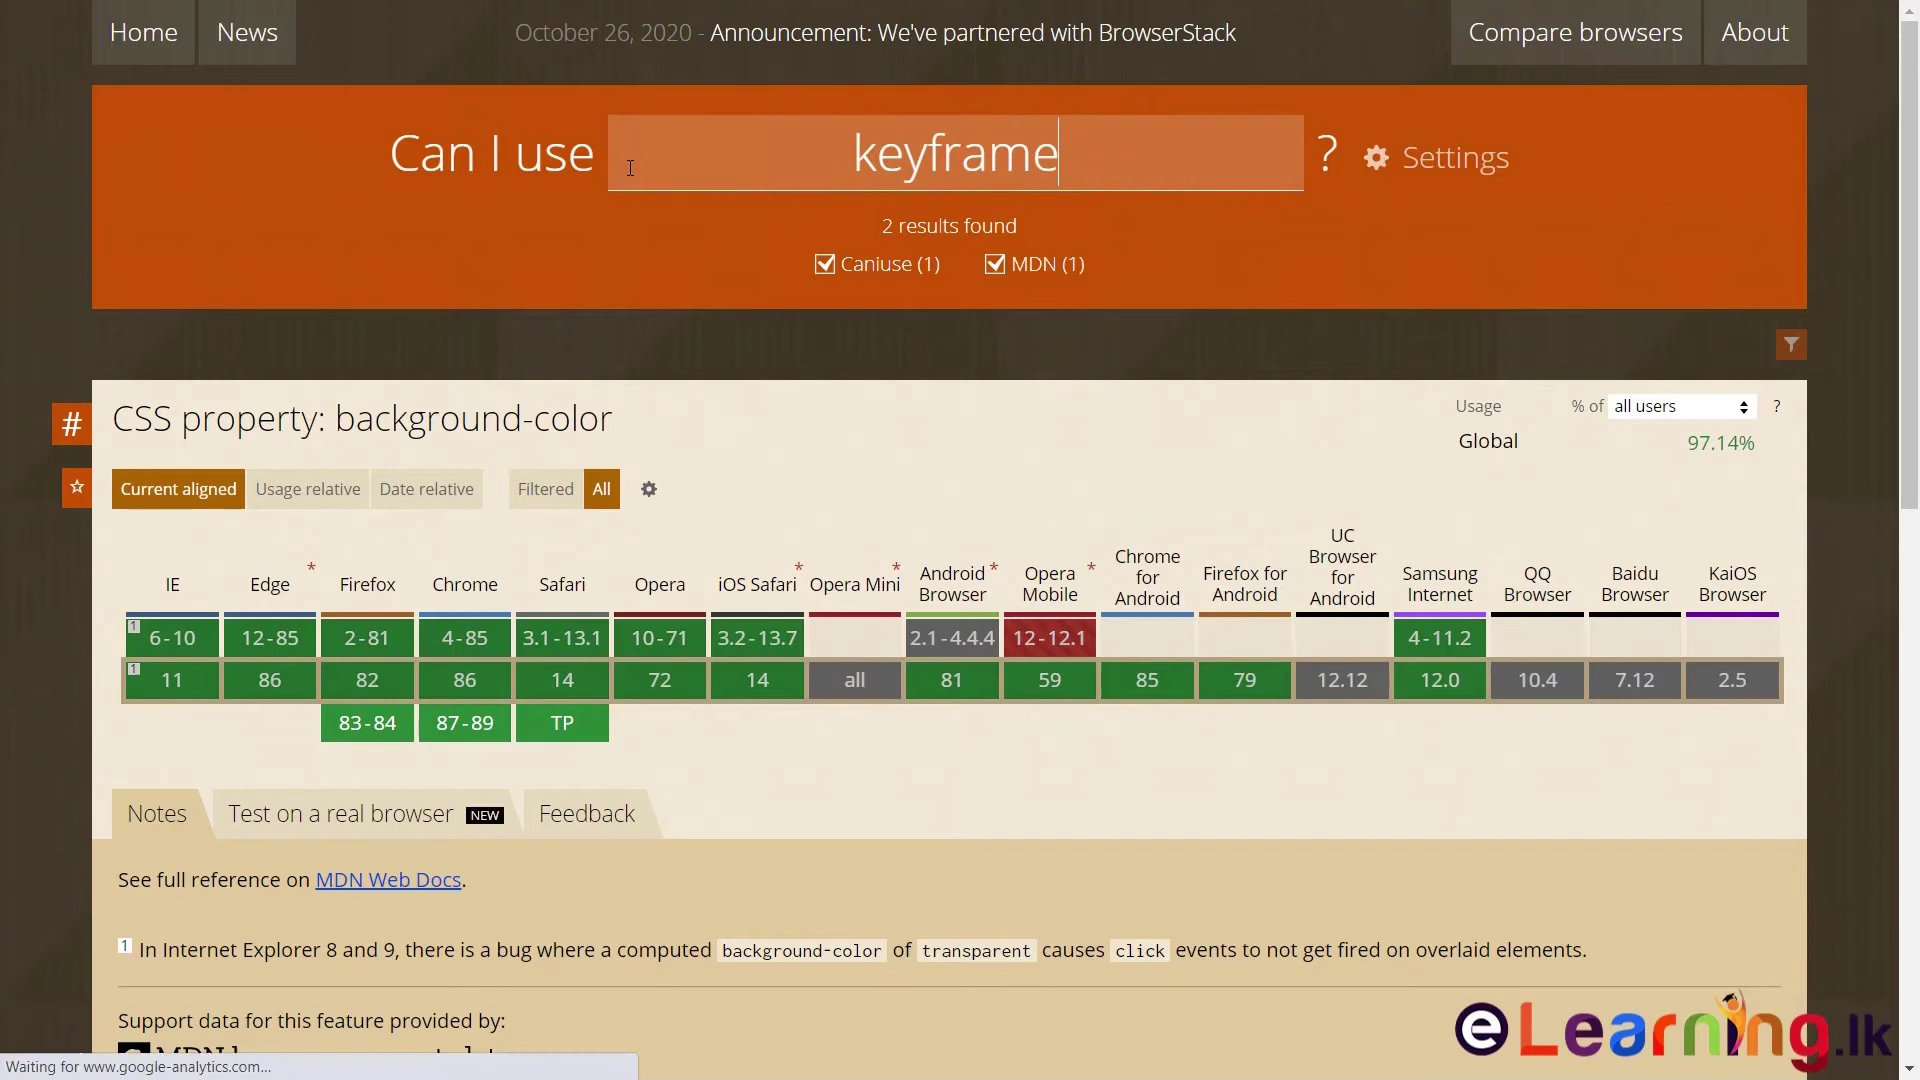 Home
News
October 26, 2020 - Announcement: We've partnered with BrowserStack
Compare browsers
About
Can I use keyframe ? Settings
2 results found
Caniuse (1) MDN (1)
# CSS property: background-color
Usage % of all users ?
Global 97.14%
Current aligned Usage relative Date relative Filtered All
IE Edge * Firefox Chrome Safari Opera iOS Safari * Opera Mini * Android Browser * Opera Mobile * Chrome for Android Firefox for Android UC Browser for Android Samsung Internet QQ Browser Baidu Browser KaiOS Browser
1 6-10 12-85 2-81 4-85 3.1-13.1 10-71 3.2-13.7 2.1-4.4.4 12-12.1 4-11.2
1 11 86 82 86 14 72 14 all 81 59 85 79 12.12 12.0 10.4 7.12 2.5
83-84 87-89 TP
Notes Test on a real browser NEW Feedback
See full reference on MDN Web Docs.
1 In Internet Explorer 8 and 9, there is a bug where a computed background-color of transparent causes click events to not get fired on overlaid elements.
Support data for this feature provided by:
eLearning.lk
Waiting for www.google-analytics.com...